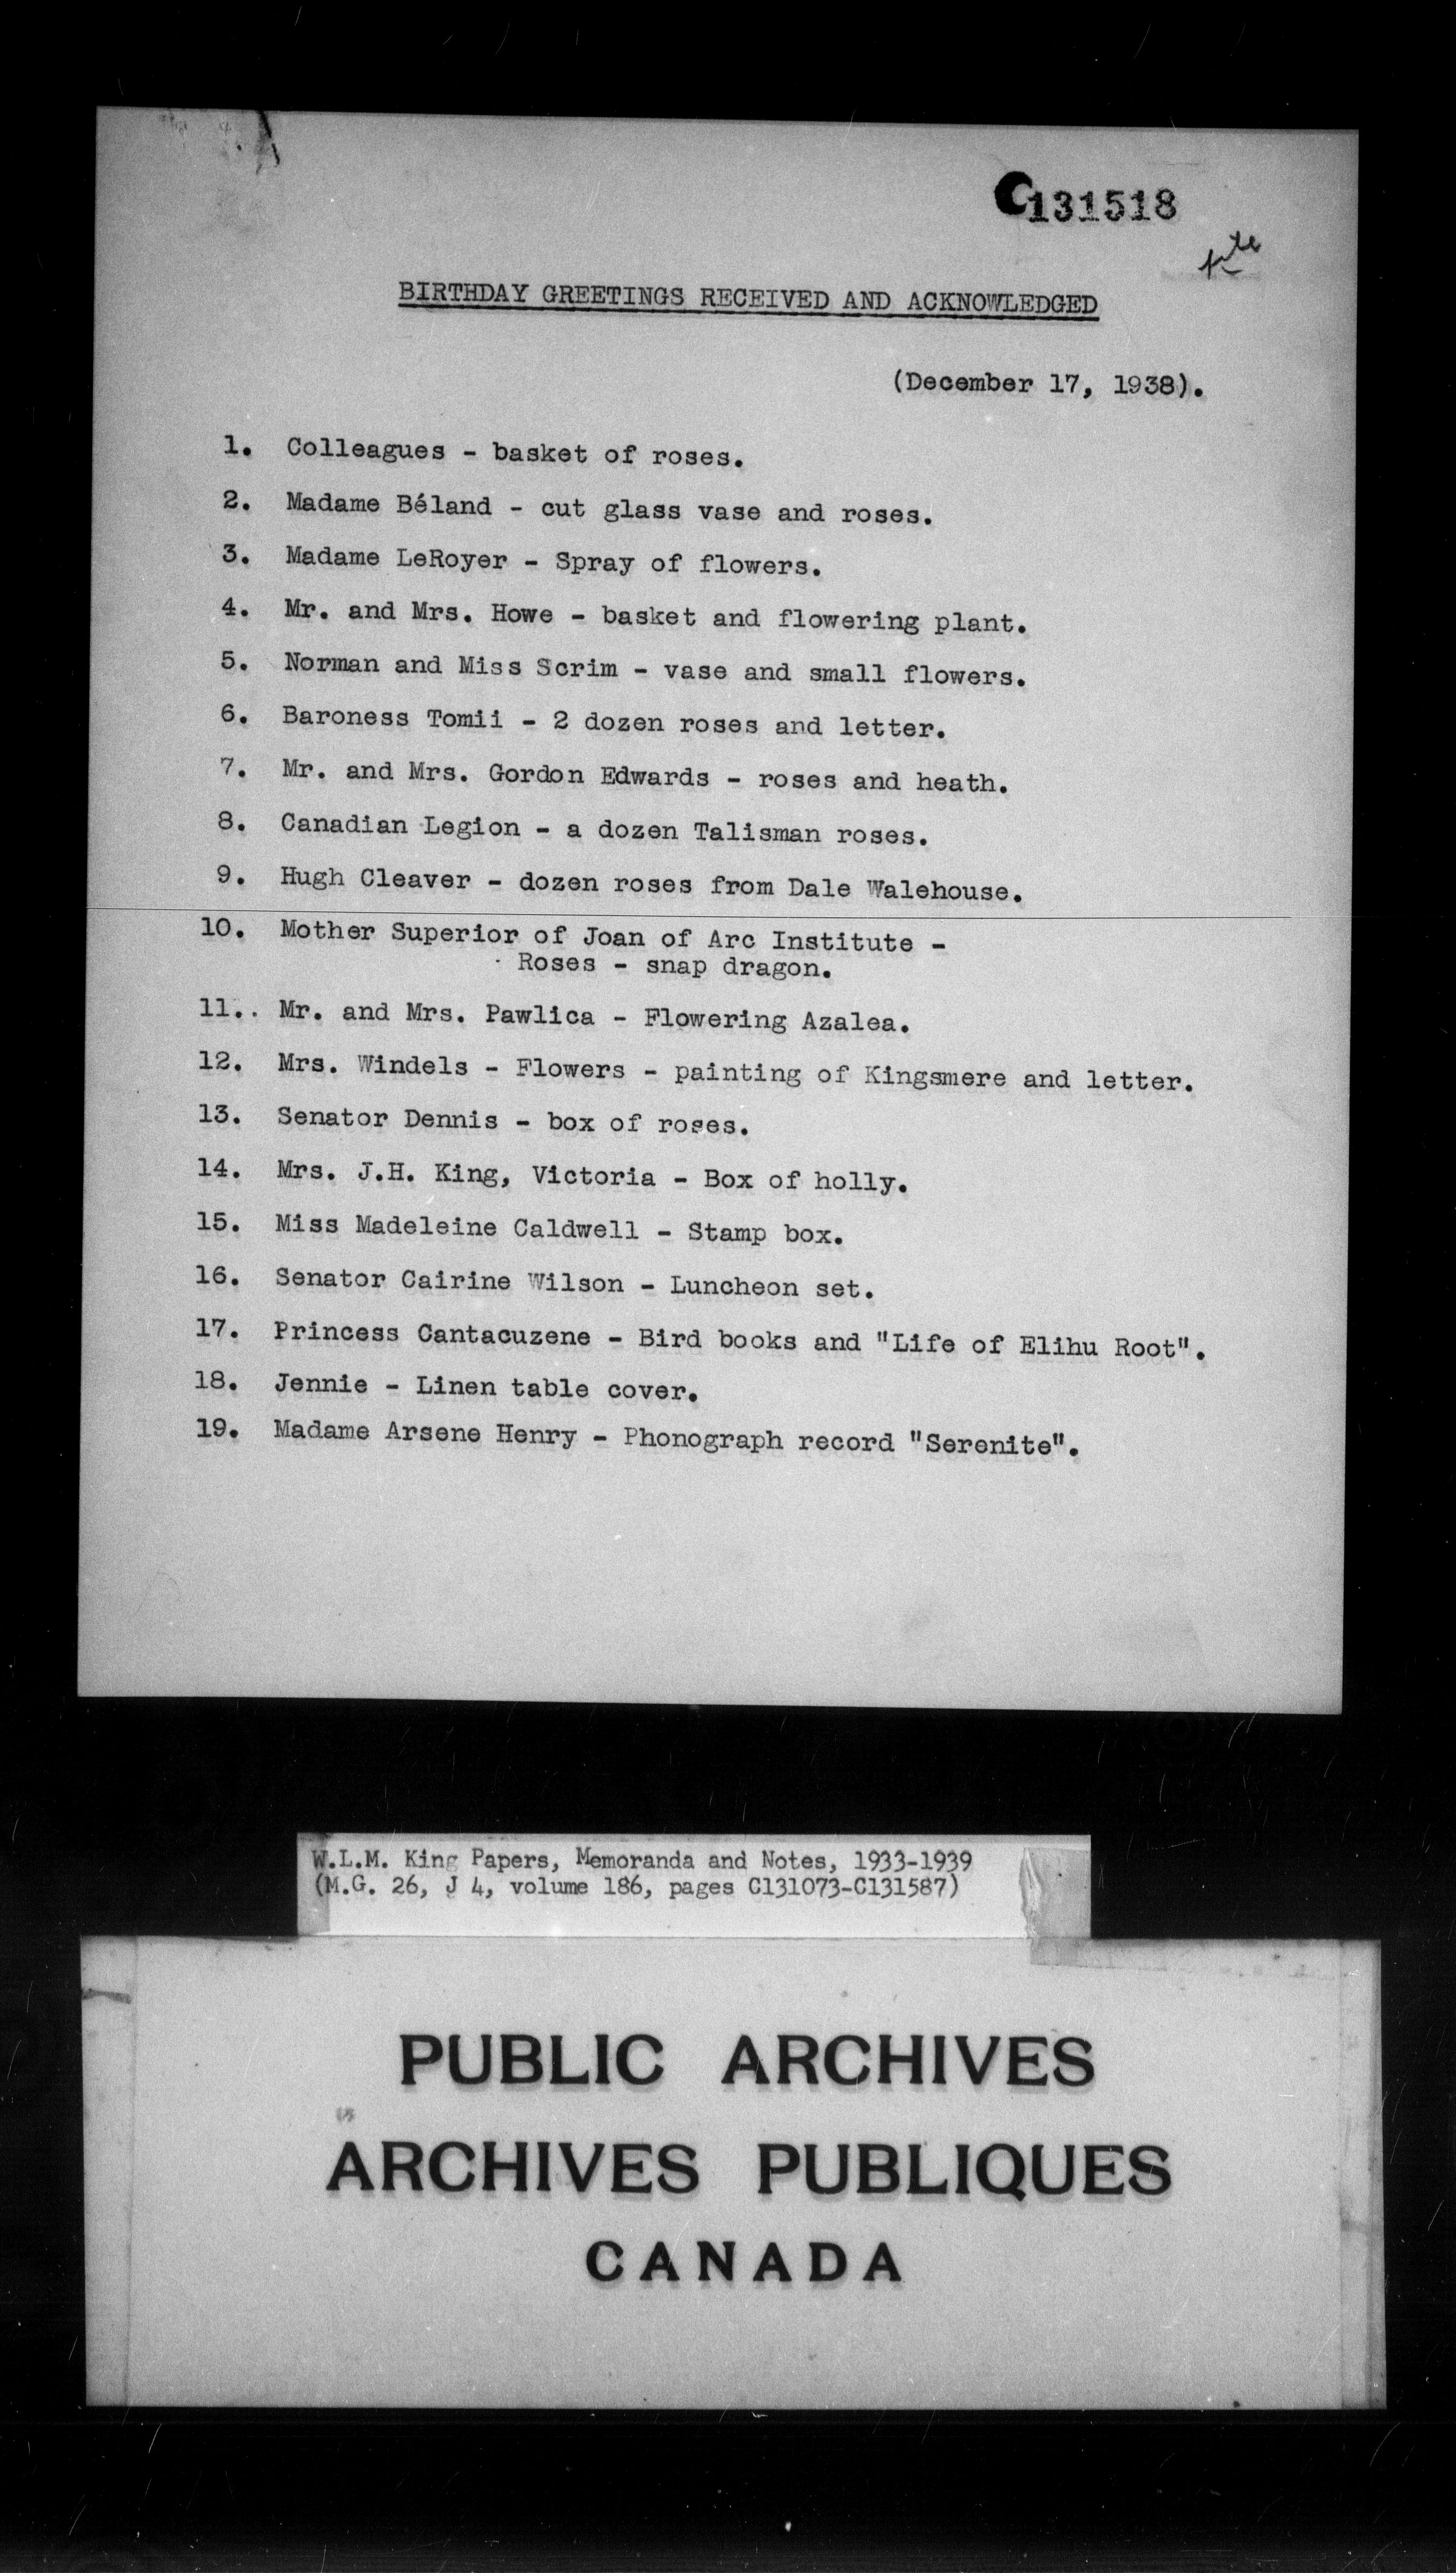 C131518
file
BIRTHDAY GREETINGS RECEIVED AND ACKNOWLEDGED
(December 17, 1938).
1. Colleagues - basket of roses.
2. Madame Béland - cut glass vase and roses.
3. Madame LeRoyer - Spray of flowers.
4. Mr. and Mrs. Howe - basket and flowering plant.
5. Norman and Miss Scrim - vase and small flowers.
6. Baroness Tomii - 2 dozen roses and letter.
7. Mr. and Mrs. Gordon Edwards - roses and heath.
8. Canadian Legion - a dozen Talisman roses.
9. Hugh Cleaver - dozen roses from Dale Walehouse.
10. Mother Superior of Joan of Arc Institute -
Roses - snap dragon.
11.. Mr. and Mrs. Pawlica - Flowering Azalea.
12. Mrs. Windels - Flowers - painting of Kingsmere and letter.
13. Senator Dennis - box of roses.
14. Mrs. J.H. King, Victoria - Box of holly.
15. Miss Madeleine Caldwell - Stamp box.
16. Senator Cairine Wilson - Luncheon set.
17. Princess Cantacuzene - Bird books and "Life of Elihu Root".
18. Jennie - Linen table cover.
19. Madame Arsene Henry - Phonograph record "Serenite".
W.L.M. King Papers, Memoranda and Notes, 1933-1939
(M.G. 26, J 4, volume 186, pages C131073-C131587)
PUBLIC ARCHIVES
ARCHIVES PUBLIQUES
CANADA